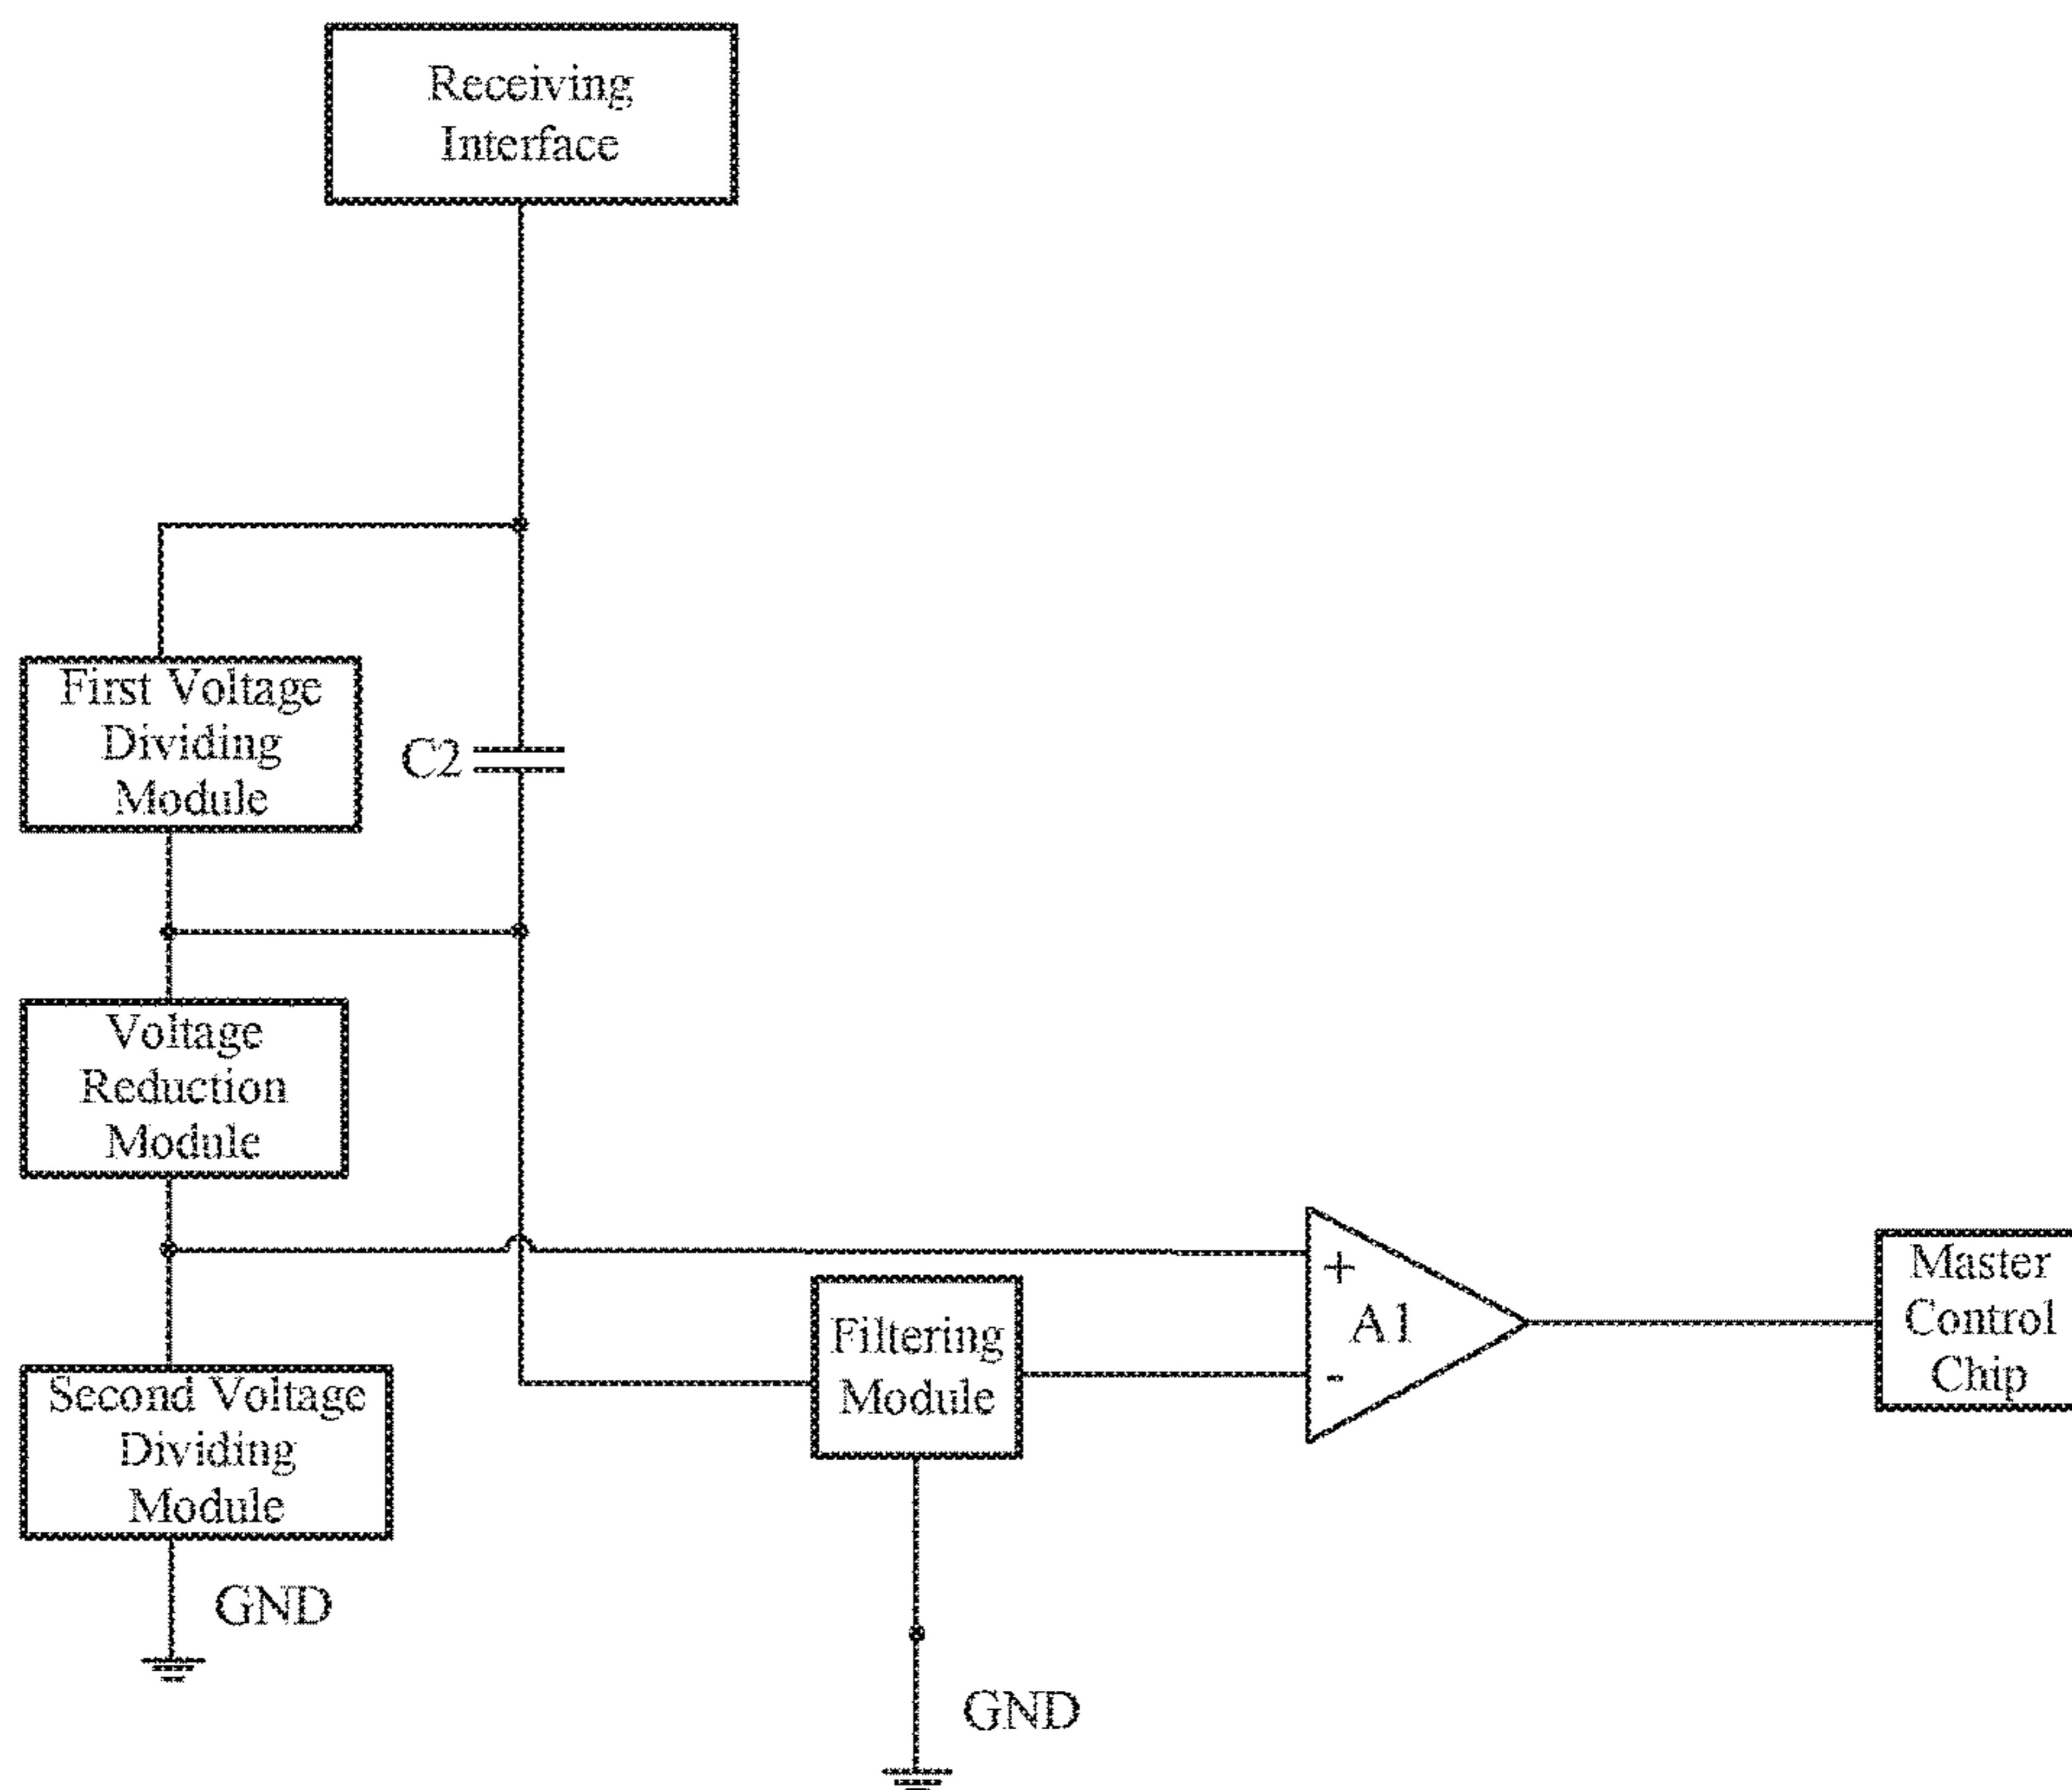 Receiving
Interface
First Voltage
Dividing
Module
C2
Voltage
Reduction
Module
Second Voltage
Dividing
Module
GND
Filtering
Module
GND
+
A1
-
Master
Control
Chip